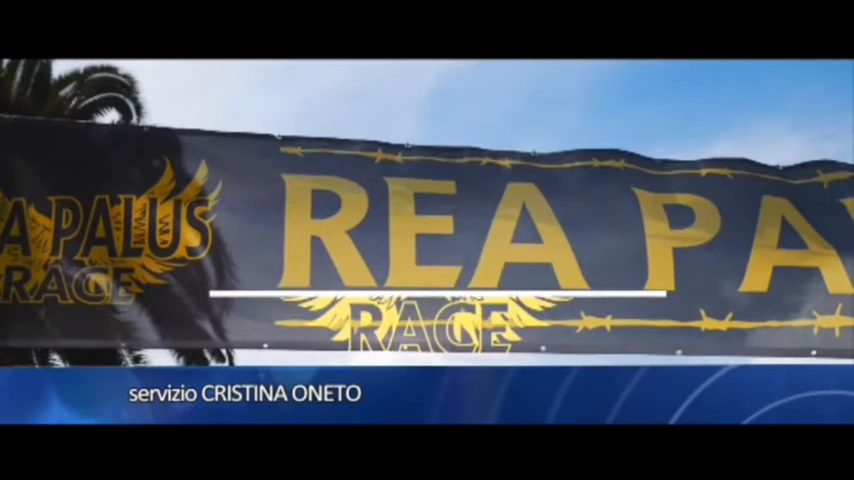 A PALUS
RACE
REA PA
RACE
servizio CRISTINA ONETO